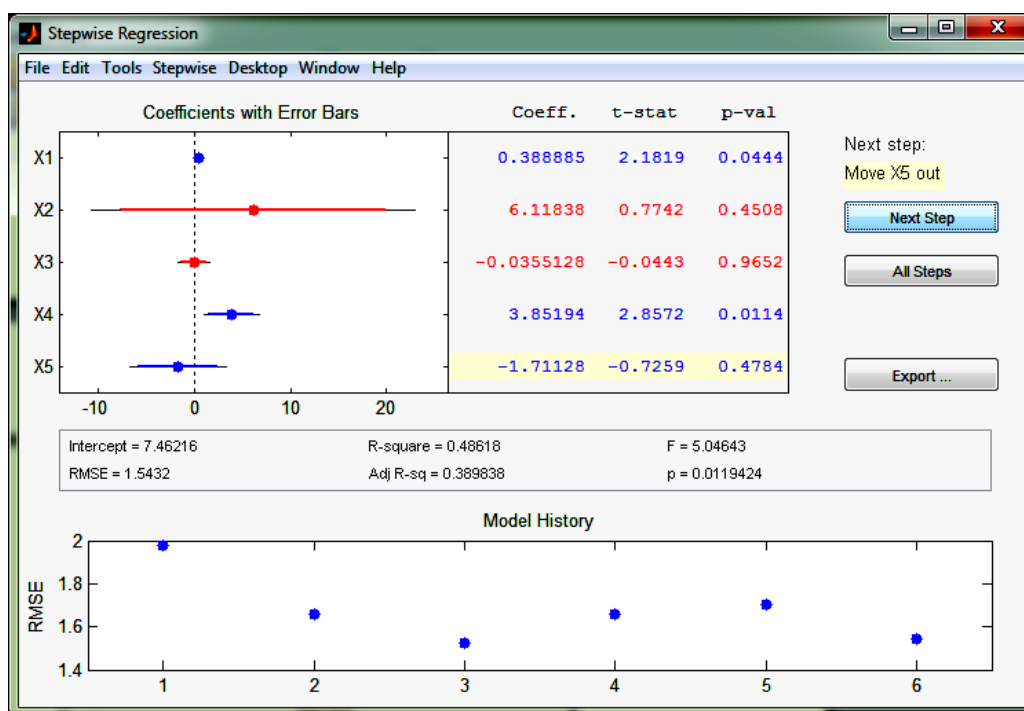 Stepwise Regression
File Edit Tools Stepwise Desktop Window Help
Coefficients with Error Bars Coeff. t-stat p-val
X1 0.388885 2.1819 0.0444
X2 6.11838 0.7742 0.4508
X3 -0.0355128 -0.0443 0.9652
X4 3.85194 2.8572 0.0114
X5 -1.71128 -0.7259 0.4784
-10 0 10 20
Next step:
Move X5 out
Next Step
All Steps
Export ...
Intercept = 7.46216 R-square = 0.48618 F = 5.04643
RMSE = 1.5432 Adj R-sq = 0.389838 p = 0.0119424
Model History
RMSE
2
1.8
1.6
1.4
1 2 3 4 5 6